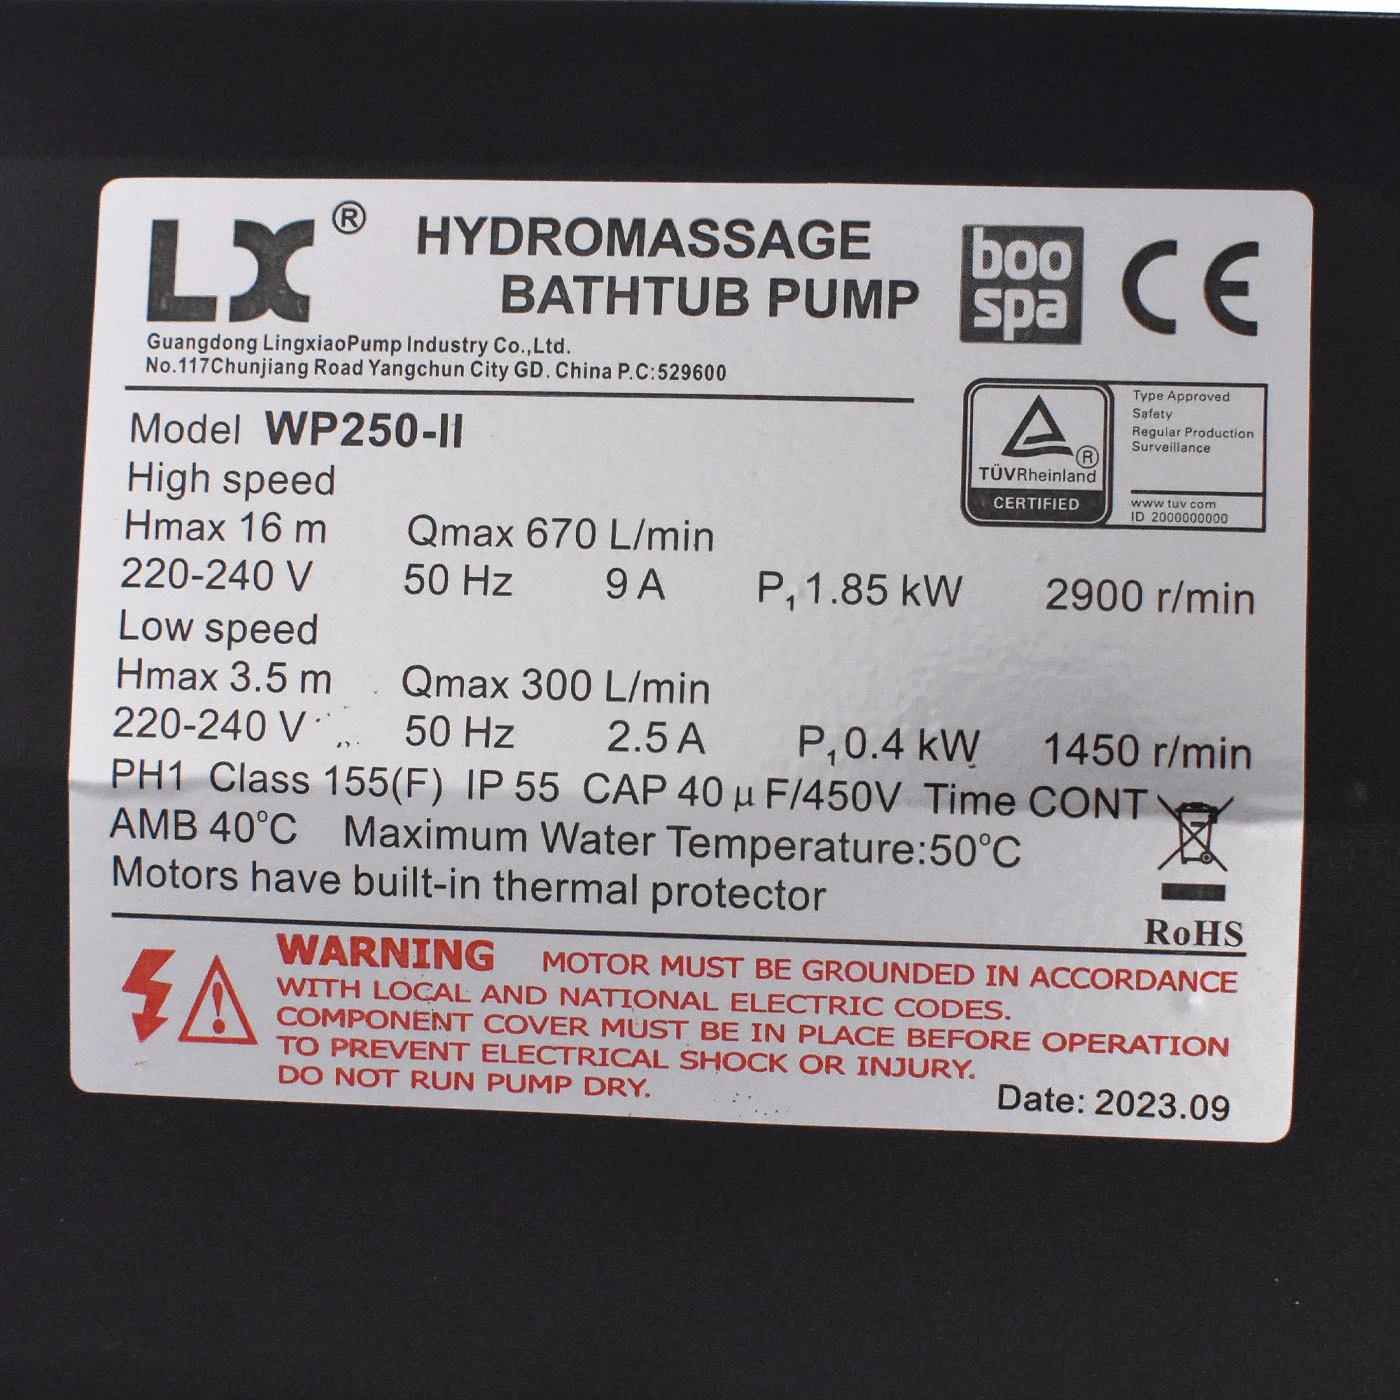 LX®
HYDROMASSAGE
BATHTUB PUMP
boo
spa
CE
Guangdong LingxiaoPump Industry Co.,Ltd.
No.117Chunjiang Road Yangchun City GD. China P.C:529600
TÜVRheinland®
CERTIFIED
Type Approved
Safety
Regular Production
Surveillance
www tuv com
ID 2000000000
Model WP250-II
High speed
Hmax 16 m Qmax 670 L/min
220-240 V 50 Hz 9 A P₁ 1.85 kW 2900 r/min
Low speed
Hmax 3.5 m Qmax 300 L/min
220-240 V 50 Hz 2.5 A P₁ 0.4 kW 1450 r/min
PH1 Class 155(F) IP 55 CAP 40 μF/450V Time CONT
AMB 40°C Maximum Water Temperature:50°C
Motors have built-in thermal protector
RoHS
WARNING MOTOR MUST BE GROUNDED IN ACCORDANCE
WITH LOCAL AND NATIONAL ELECTRIC CODES.
COMPONENT COVER MUST BE IN PLACE BEFORE OPERATION
TO PREVENT ELECTRICAL SHOCK OR INJURY.
DO NOT RUN PUMP DRY.
Date: 2023.09